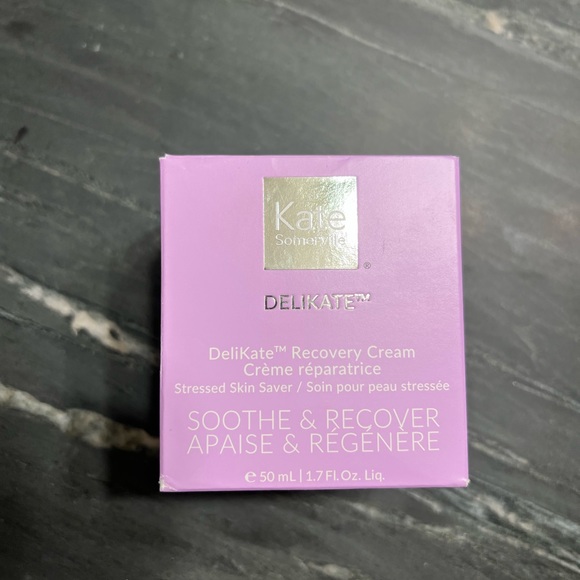 Kate
Somerville
®
DELIKATE™
DeliKate™ Recovery Cream
Crème réparatrice
Stressed Skin Saver / Soin pour peau stressée
SOOTHE & RECOVER
APAISE & RÉGÉNÈRE
℮ 50 mL | 1.7 Fl. Oz. Liq.